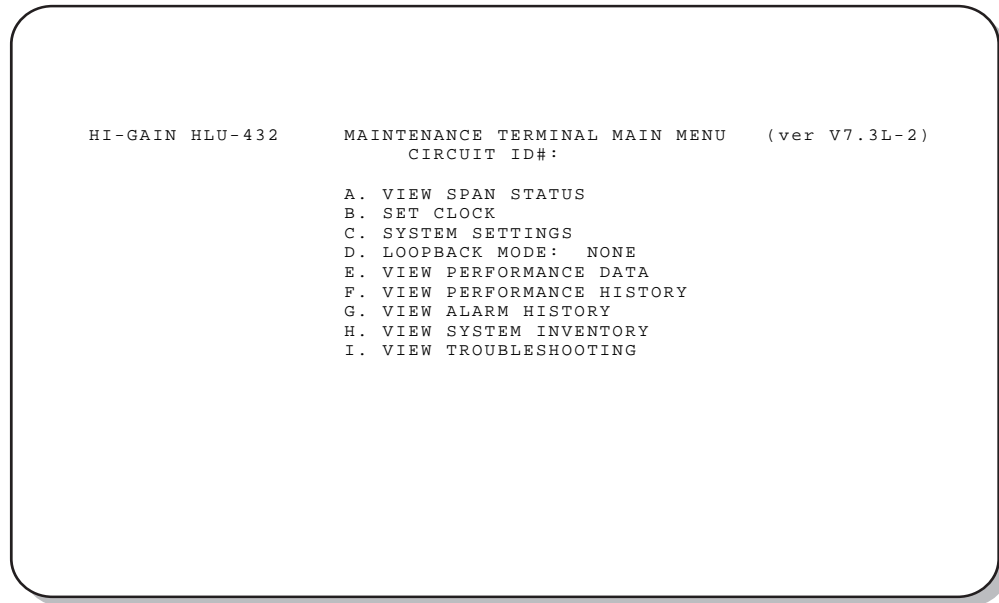 HI-GAIN HLU-432 MAINTENANCE TERMINAL MAIN MENU (ver V7.3L-2)
CIRCUIT ID#:
A. VIEW SPAN STATUS
B. SET CLOCK
C. SYSTEM SETTINGS
D. LOOPBACK MODE: NONE
E. VIEW PERFORMANCE DATA
F. VIEW PERFORMANCE HISTORY
G. VIEW ALARM HISTORY
H. VIEW SYSTEM INVENTORY
I. VIEW TROUBLESHOOTING